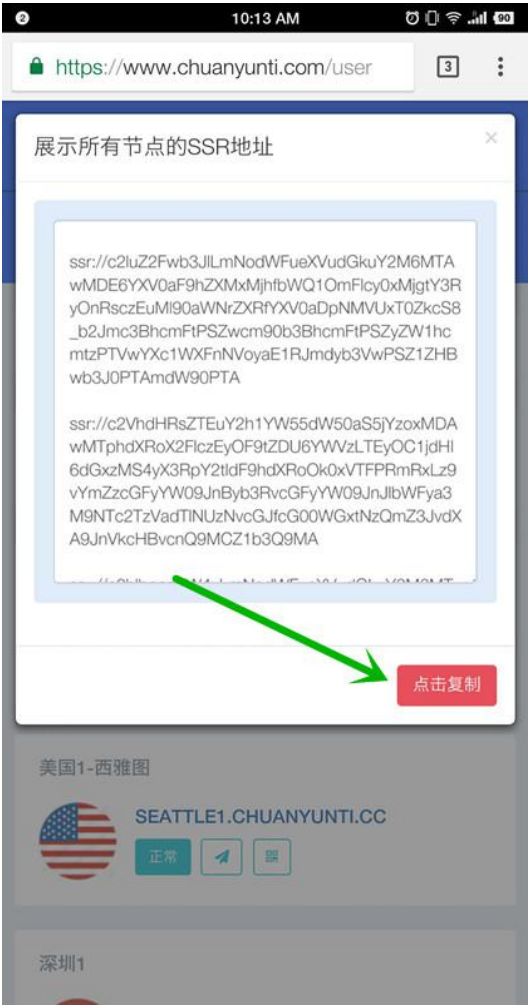 2
10:13 AM
90
https://www.chuanyunti.com/user
3
展示所有节点的SSR地址
×
ssr://c2luZ2Fwb3JlLmNodWFueXVudGkuY2M6MTA
wMDE6YXV0aF9hZXMxMjhfbWQ1OmFlcy0xMjgtY3R
yOnRsczEuMl90aWNrZXRfYXV0aDpNMVUxT0ZkcS8
_b2Jmc3BhcmFtPSZwcm90b3BhcmFtPSZyZW1hc
mtzPTVwYXc1WXFnNVoyaE1RJmdyb3VwPSZ1ZHB
wb3J0PTAmdW90PTA
ssr://c2VhdHRsZTEuY2h1YW55dW50aS5jYzoxMDA
wMTphdXRoX2FlczEyOF9tZDU6YWVzLTEyOC1jdHI
6dGxzMS4yX3RpY2tldF9hdXRoOk0xVTFPRmRxLz9
vYmZzcGFyYW09JnByb3RvcGFyYW09JnJlbWFya3
M9NTc2TzVadTlNUzNvcGJfcG00WGxtNzQmZ3JvdX
A9JnVkcHBvcnQ9MCZ1b3Q9MA
点击复制
美国1-西雅图
SEATTLE1.CHUANYUNTI.CC
正常
深圳1